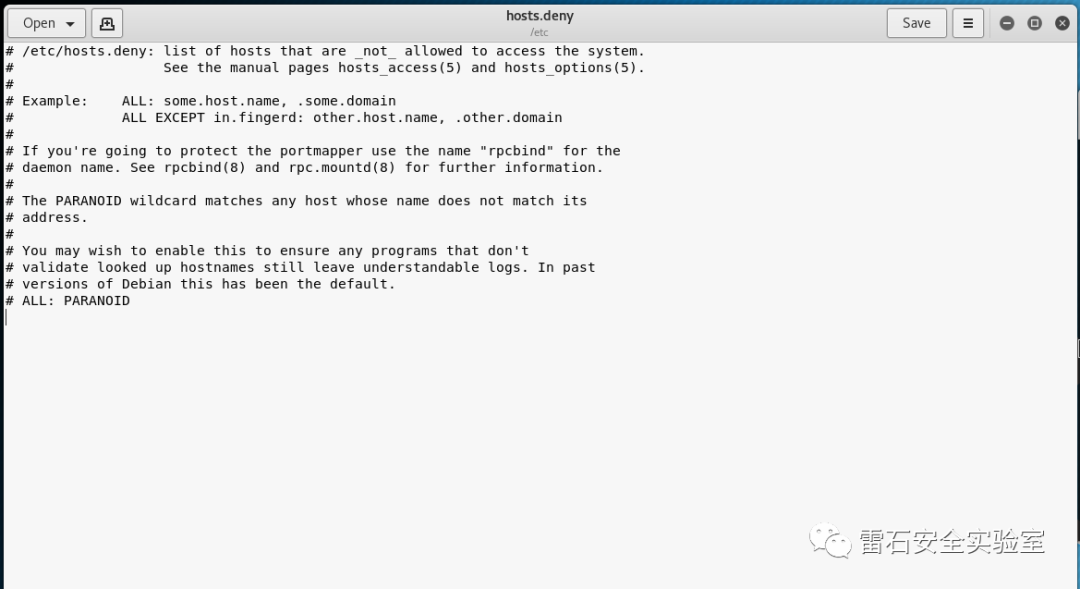 Open
hosts.deny
/etc
Save
# /etc/hosts.deny: list of hosts that are _not_ allowed to access the system.
#                  See the manual pages hosts_access(5) and hosts_options(5).
#
# Example:    ALL: some.host.name, .some.domain
#             ALL EXCEPT in.fingerd: other.host.name, .other.domain
#
# If you're going to protect the portmapper use the name "rpcbind" for the
# daemon name. See rpcbind(8) and rpc.mountd(8) for further information.
#
# The PARANOID wildcard matches any host whose name does not match its
# address.
#
# You may wish to enable this to ensure any programs that don't
# validate looked up hostnames still leave understandable logs. In past
# versions of Debian this has been the default.
# ALL: PARANOID
雷石安全实验室